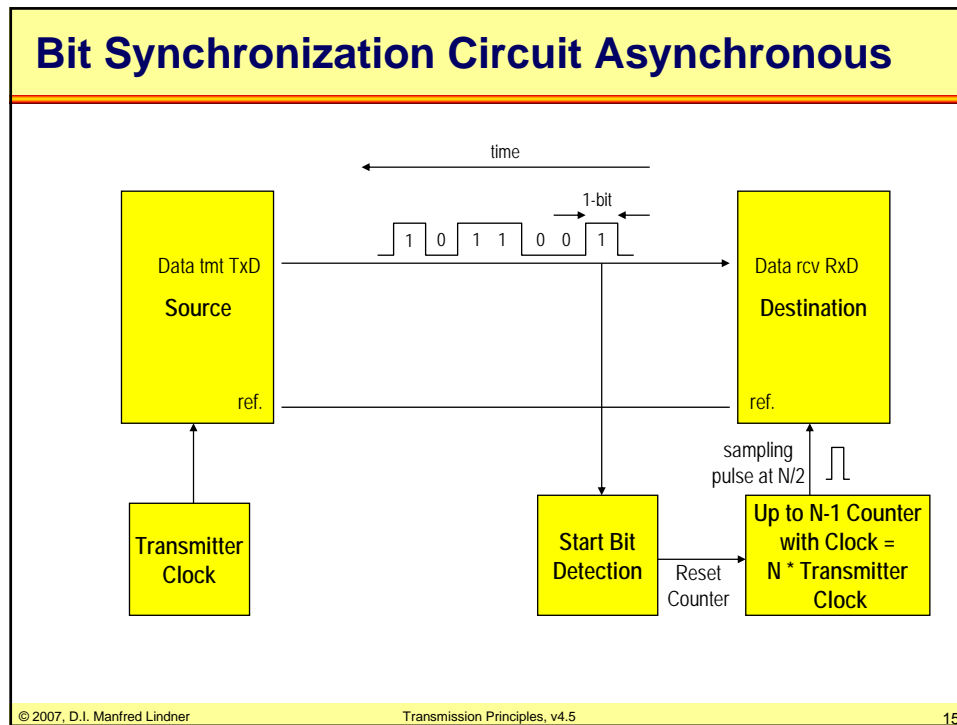 Bit Synchronization Circuit Asynchronous
time
1-bit
1 0 1 1 0 0 1
Data tmt TxD
Source
ref.
Data rcv RxD
Destination
ref.
sampling
pulse at N/2
Transmitter
Clock
Start Bit
Detection
Reset
Counter
Up to N-1 Counter
with Clock =
N * Transmitter
Clock
© 2007, D.I. Manfred Lindner
Transmission Principles, v4.5
15